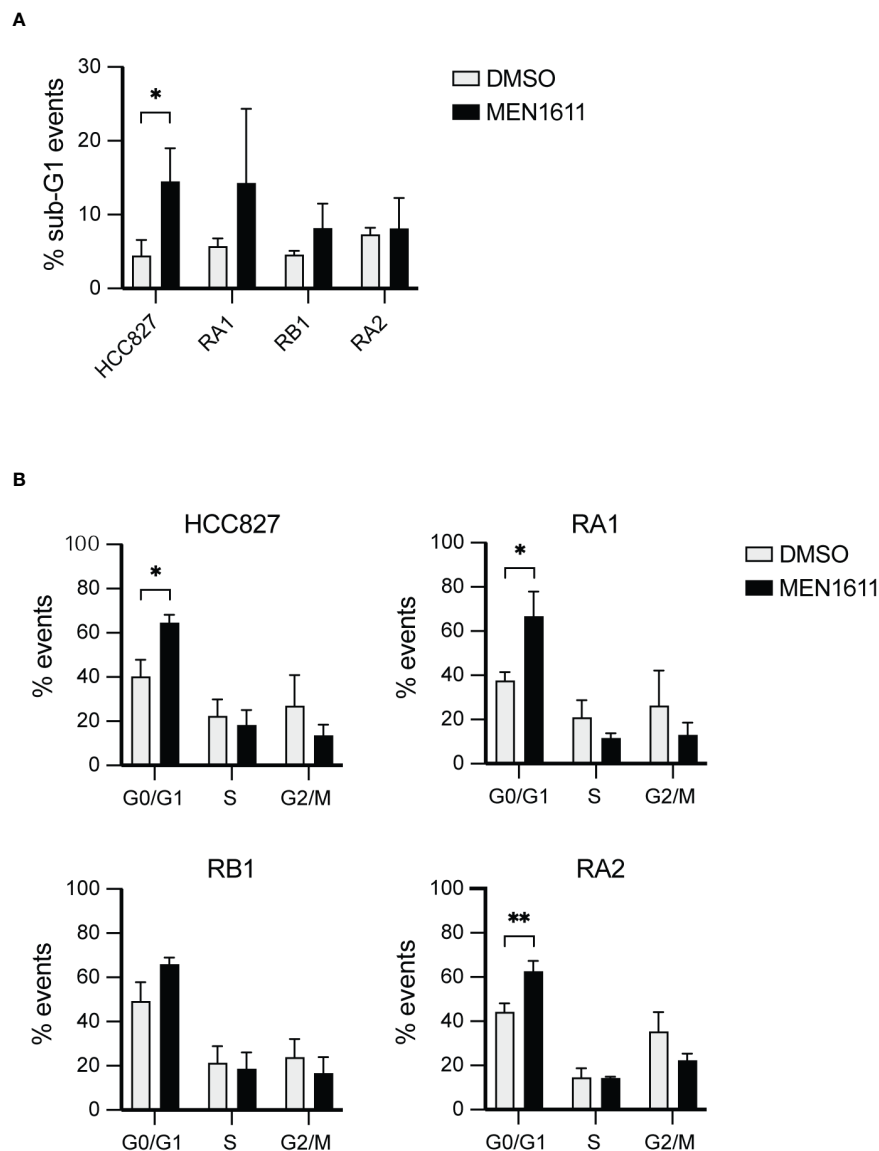 A
% sub-G1 events
30
20
10
0
*
HCC827
RA1
RB1
RA2
DMSO
MEN1611
B
HCC827
% events
100
80
60
40
20
0
*
G0/G1 S G2/M
RA1
% events
100
80
60
40
20
0
*
G0/G1 S G2/M
DMSO
MEN1611
RB1
% events
100
80
60
40
20
0
G0/G1 S G2/M
RA2
% events
100
80
60
40
20
0
**
G0/G1 S G2/M